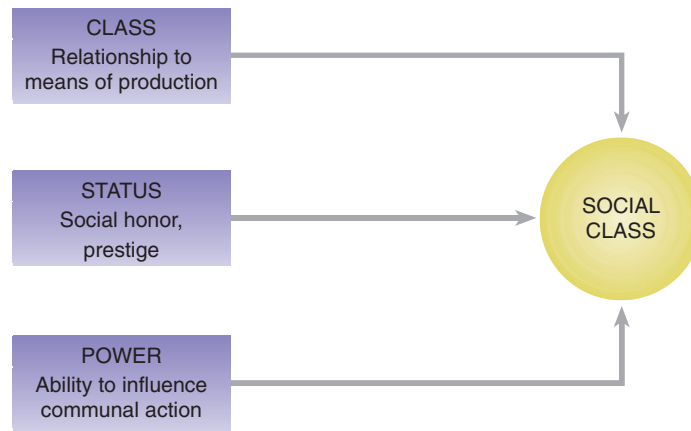 CLASS
Relationship to
means of production
STATUS
Social honor,
prestige
POWER
Ability to influence
communal action
SOCIAL
CLASS